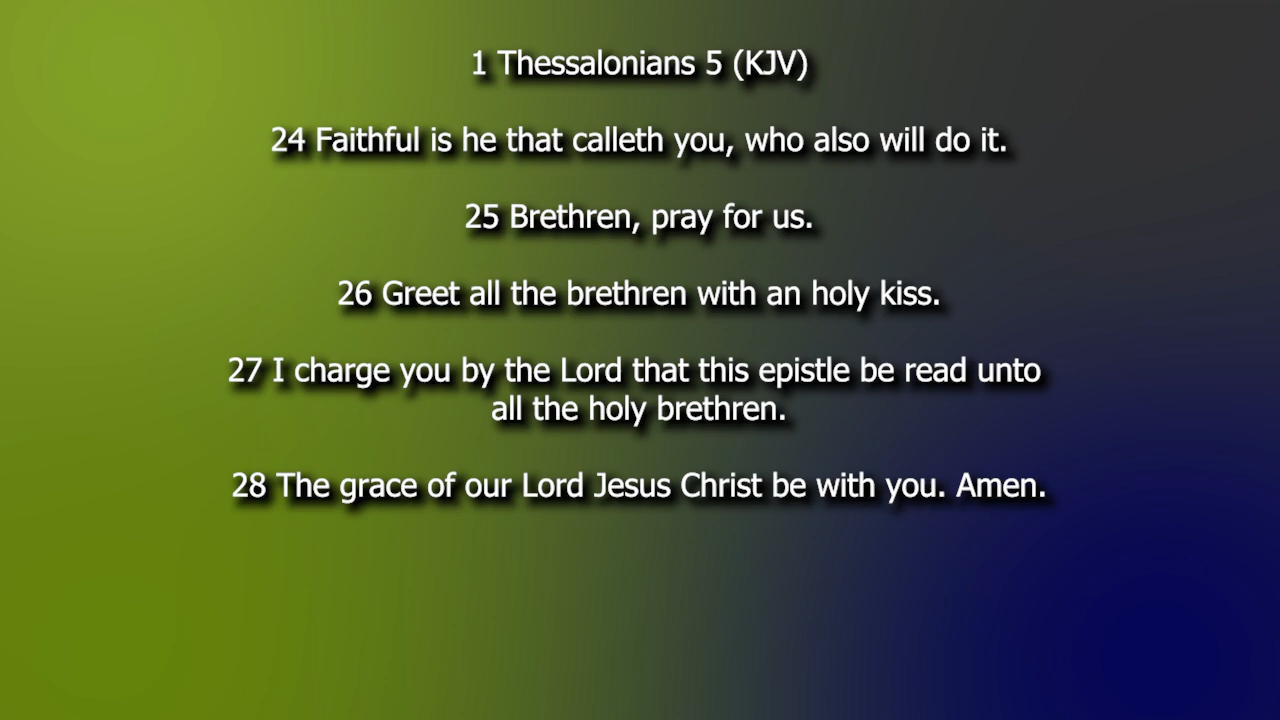 1 Thessalonians 5 (KJV)
24 Faithful is he that calleth you, who also will do it.
25 Brethren, pray for us.
26 Greet all the brethren with an holy kiss.
27 I charge you by the Lord that this epistle be read unto
all the holy brethren.
28 The grace of our Lord Jesus Christ be with you. Amen.